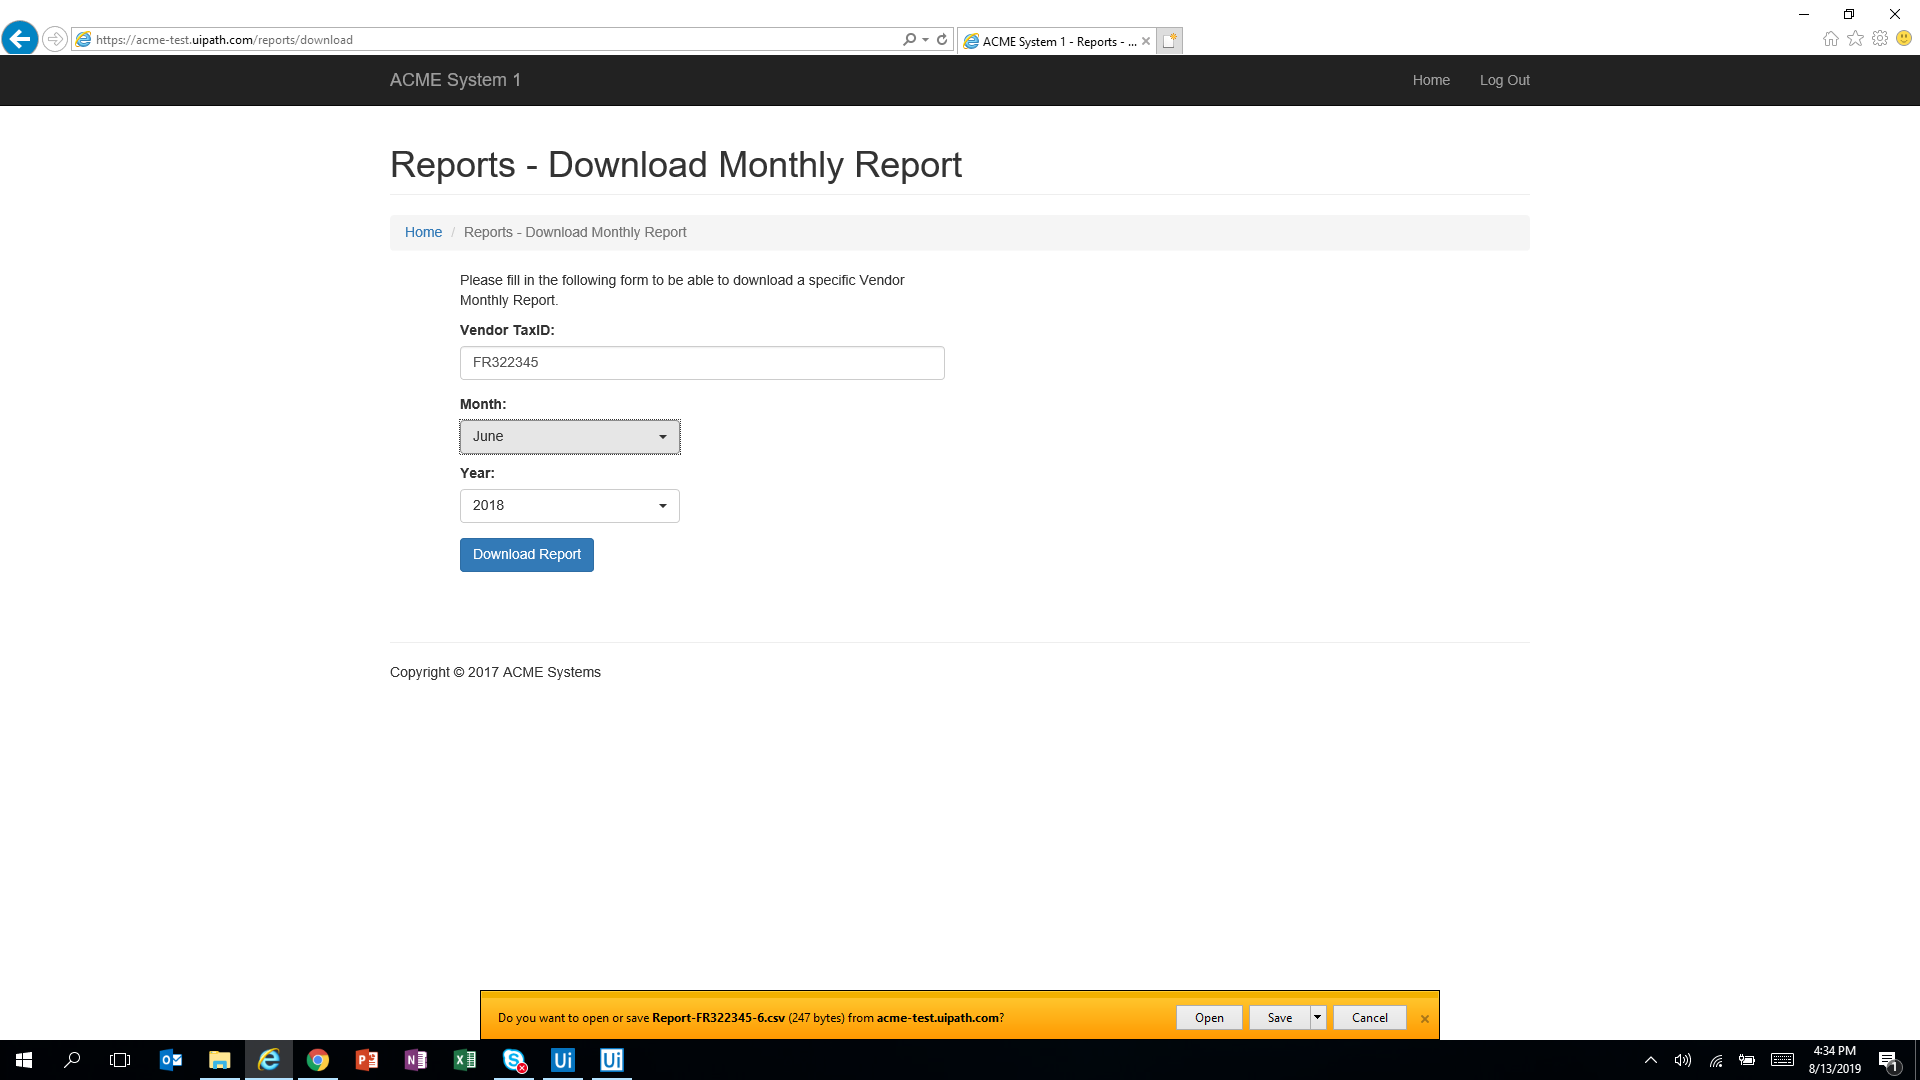 https://acme-test.uipath.com/reports/download
ACME System 1 - Reports - ...
ACME System 1
Home
Log Out
Reports - Download Monthly Report
Home / Reports - Download Monthly Report
Please fill in the following form to be able to download a specific Vendor
Monthly Report.
Vendor TaxID:
FR322345
Month:
June
Year:
2018
Download Report
Copyright © 2017 ACME Systems
Do you want to open or save Report-FR322345-6.csv (247 bytes) from acme-test.uipath.com?
Open
Save
Cancel
Ui
Ui
4:34 PM
8/13/2019
1